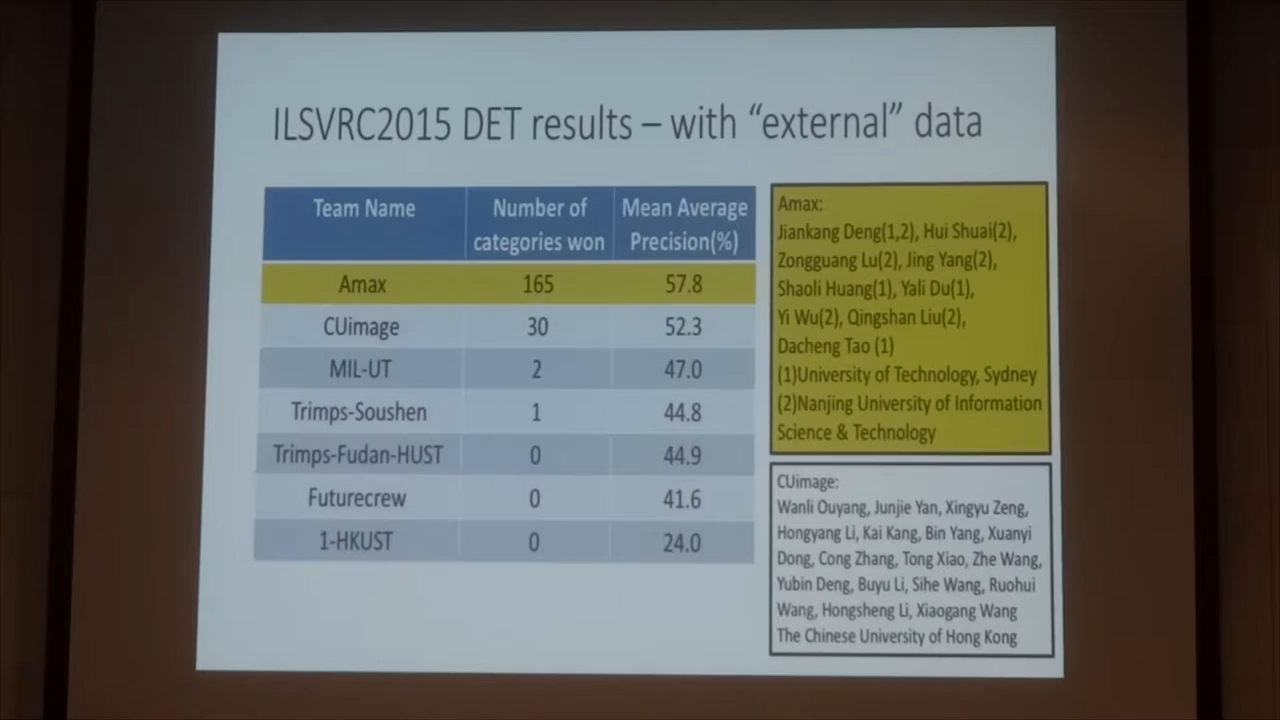 ILSVRC2015 DET results – with “external” data
Team Name Number of categories won Mean Average Precision(%)
Amax 165 57.8
CUimage 30 52.3
MIL-UT 2 47.0
Trimps-Soushen 1 44.8
Trimps-Fudan-HUST 0 44.9
Futurecrew 0 41.6
1-HKUST 0 24.0
Amax:
Jiankang Deng(1,2), Hui Shuai(2),
Zongguang Lu(2), Jing Yang(2),
Shaoli Huang(1), Yali Du(1),
Yi Wu(2), Qingshan Liu(2),
Dacheng Tao (1)
(1)University of Technology, Sydney
(2)Nanjing University of Information
Science & Technology
CUimage:
Wanli Ouyang, Junjie Yan, Xingyu Zeng,
Hongyang Li, Kai Kang, Bin Yang, Xuanyi
Dong, Cong Zhang, Tong Xiao, Zhe Wang,
Yubin Deng, Buyu Li, Sihe Wang, Ruohui
Wang, Hongsheng Li, Xiaogang Wang
The Chinese University of Hong Kong